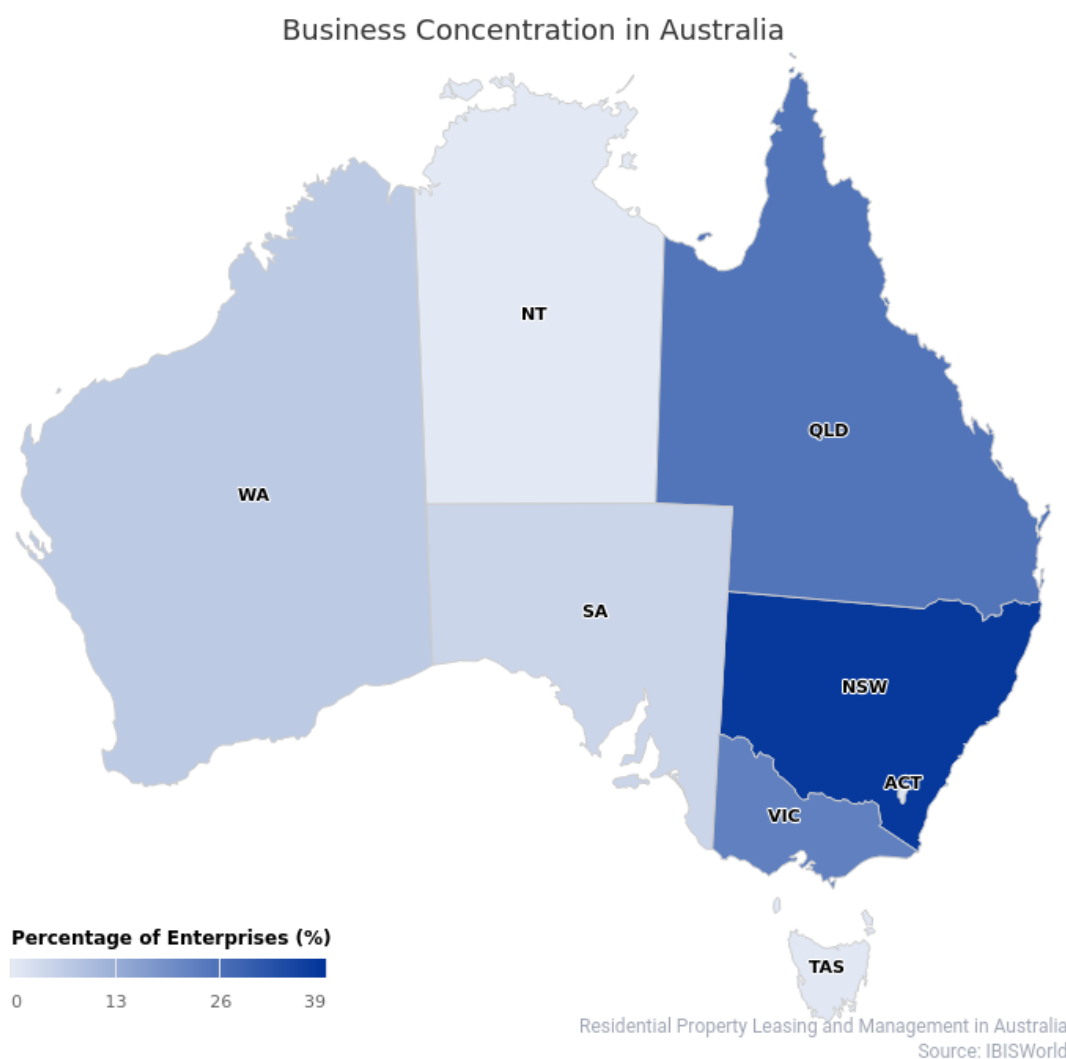 Business Concentration in Australia
NT
QLD
WA
SA
NSW
ACT
VIC
TAS
Percentage of Enterprises (%)
0 13 26 39
Residential Property Leasing and Management in Australia
Source: IBISWorld